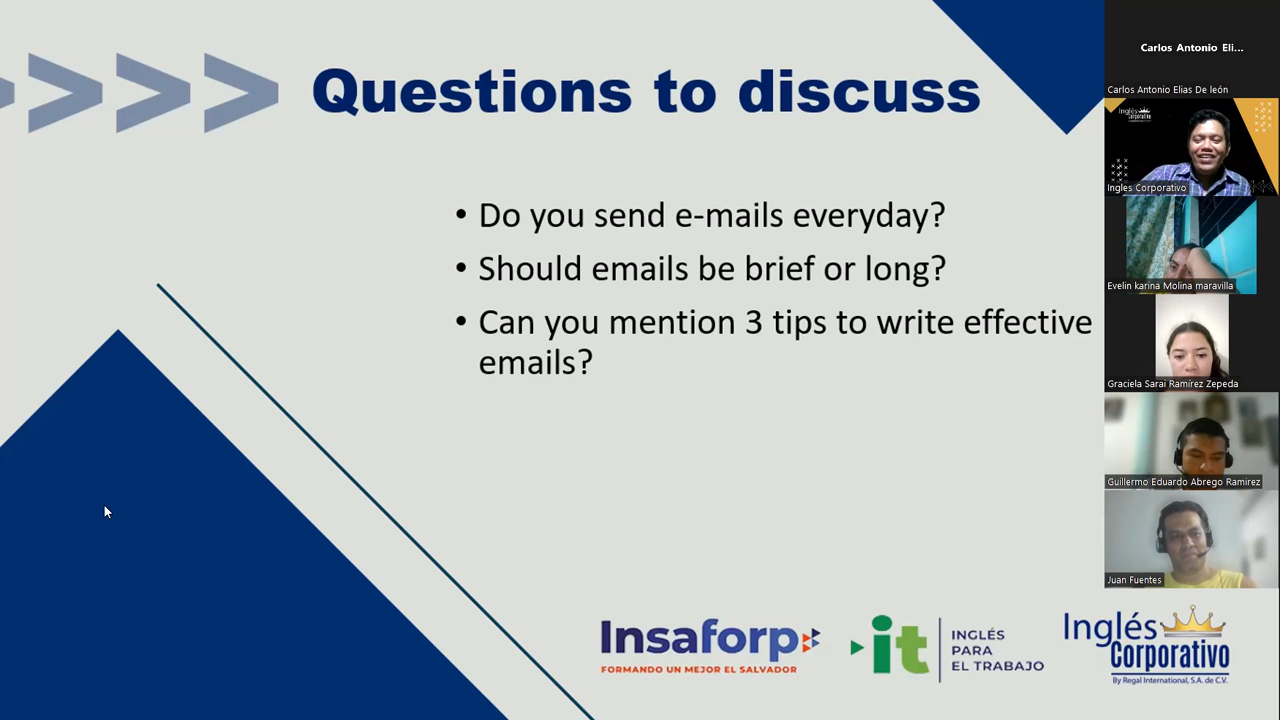 Questions to discuss
• Do you send e-mails everyday?
• Should emails be brief or long?
• Can you mention 3 tips to write effective
emails?
Insaforp
FORMANDO UN MEJOR EL SALVADOR
it
INGLÉS
PARA
EL TRABAJO
Inglés
Corporativo
By Regal International, S.A. de C.V.
Carlos Antonio Eli...
Carlos Antonio Elias De león
Inglés
Corporativo
Ingles Corporativo
Evelin karina Molina maravilla
Graciela Sarai Ramírez Zepeda
Guillermo Eduardo Abrego Ramirez
Juan Fuentes